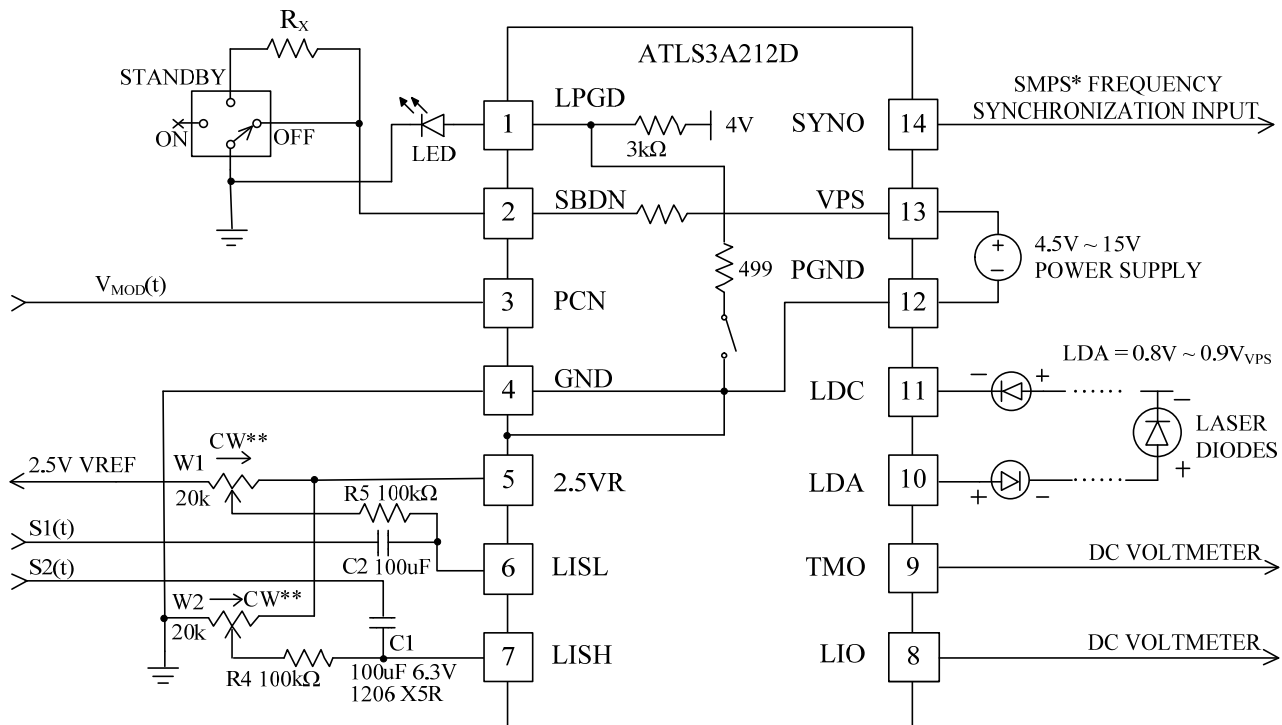 R_X
ATLS3A212D
STANDBY
ON
OFF
LED
LPGD
1
3kΩ
4V
SYNO
14
SMPS* FREQUENCY
SYNCHRONIZATION INPUT
2
SBDN
VPS
13
+
−
4.5V ~ 15V
POWER SUPPLY
V_MOD(t)
3
PCN
499
PGND
12
4
GND
LDC
11
−
+
......
−
LDA = 0.8V ~ 0.9V_VPS
LASER
DIODES
+
CW**
2.5V VREF
W1
20k
R5 100kΩ
5
2.5VR
LDA
10
+
−
......
S1(t)
C2 100uF
6
LISL
TMO
9
DC VOLTMETER
S2(t)
W2
CW**
20k
C1
100uF 6.3V
1206 X5R
R4 100kΩ
7
LISH
LIO
8
DC VOLTMETER